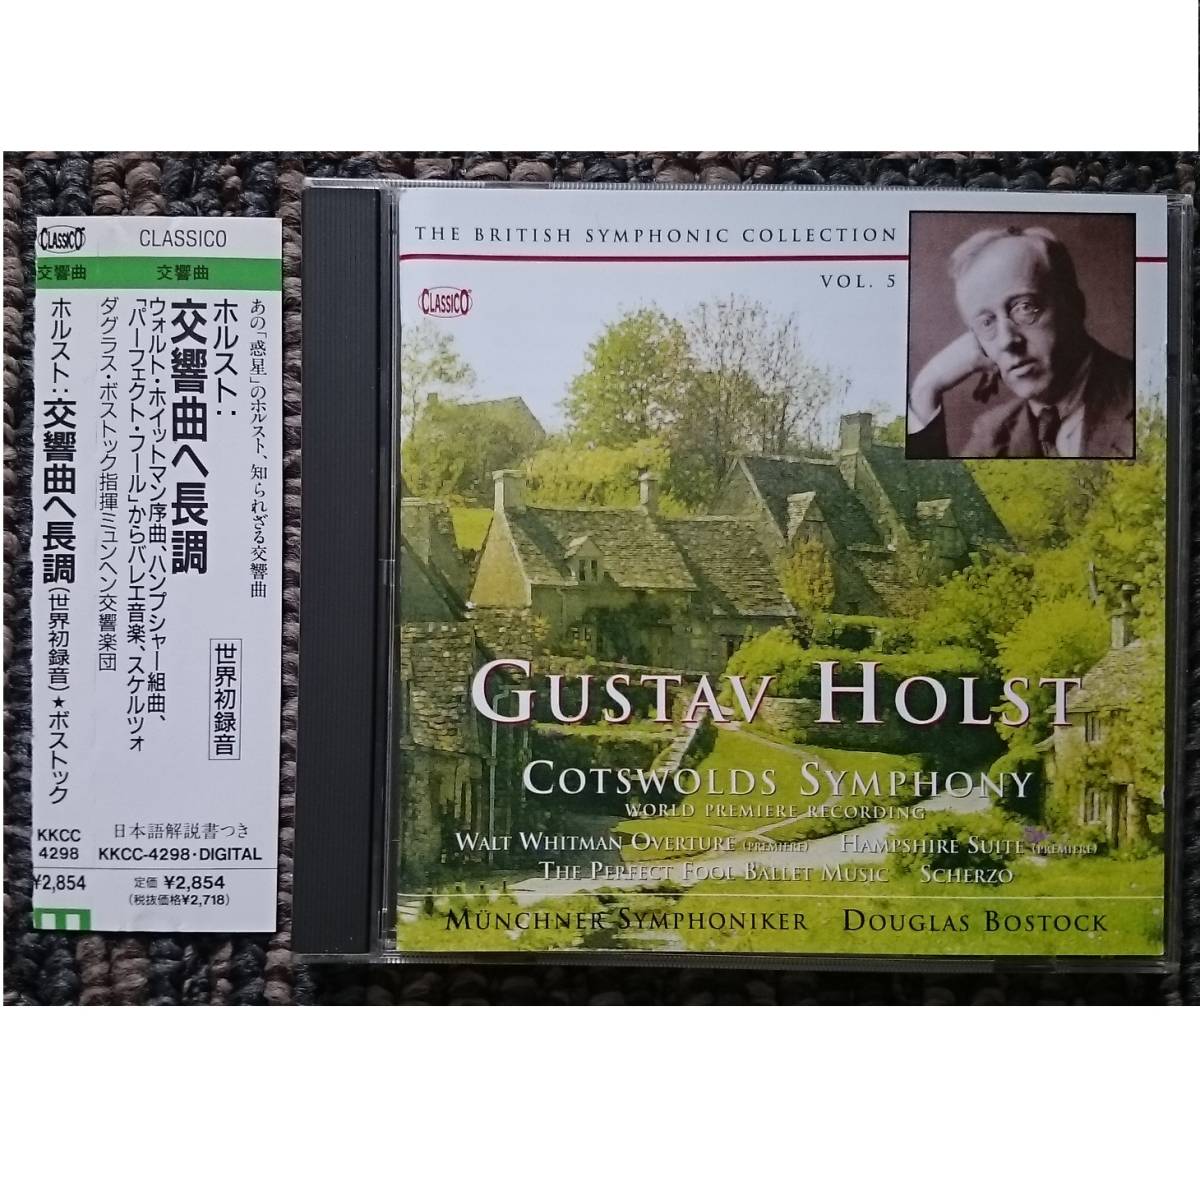 CLASSICO
交響曲
ホルスト：交響曲ヘ長調（世界初録音）★ボストック
KKCC
4298
¥2,854
CLASSICO
交響曲
あの「惑星」のホルスト、知られざる交響曲
ホルスト：
交響曲ヘ長調
世界初録音
ウォルト・ホイットマン序曲、ハンプシャー組曲、
「パーフェクト・フール」からバレエ音楽、スケルツォ
ダグラス・ボストック指揮ミュンヘン交響楽団
日本語解説書つき
KKCC-4298・DIGITAL
定価 ¥2,854
(税抜価格¥2,718)
THE BRITISH SYMPHONIC COLLECTION
VOL. 5
CLASSICO
GUSTAV HOLST
COTSWOLDS SYMPHONY
WORLD PREMIERE RECORDING
WALT WHITMAN OVERTURE (PREMIERE) HAMPSHIRE SUITE (PREMIERE)
THE PERFECT FOOL BALLET MUSIC SCHERZO
MÜNCHNER SYMPHONIKER DOUGLAS BOSTOCK